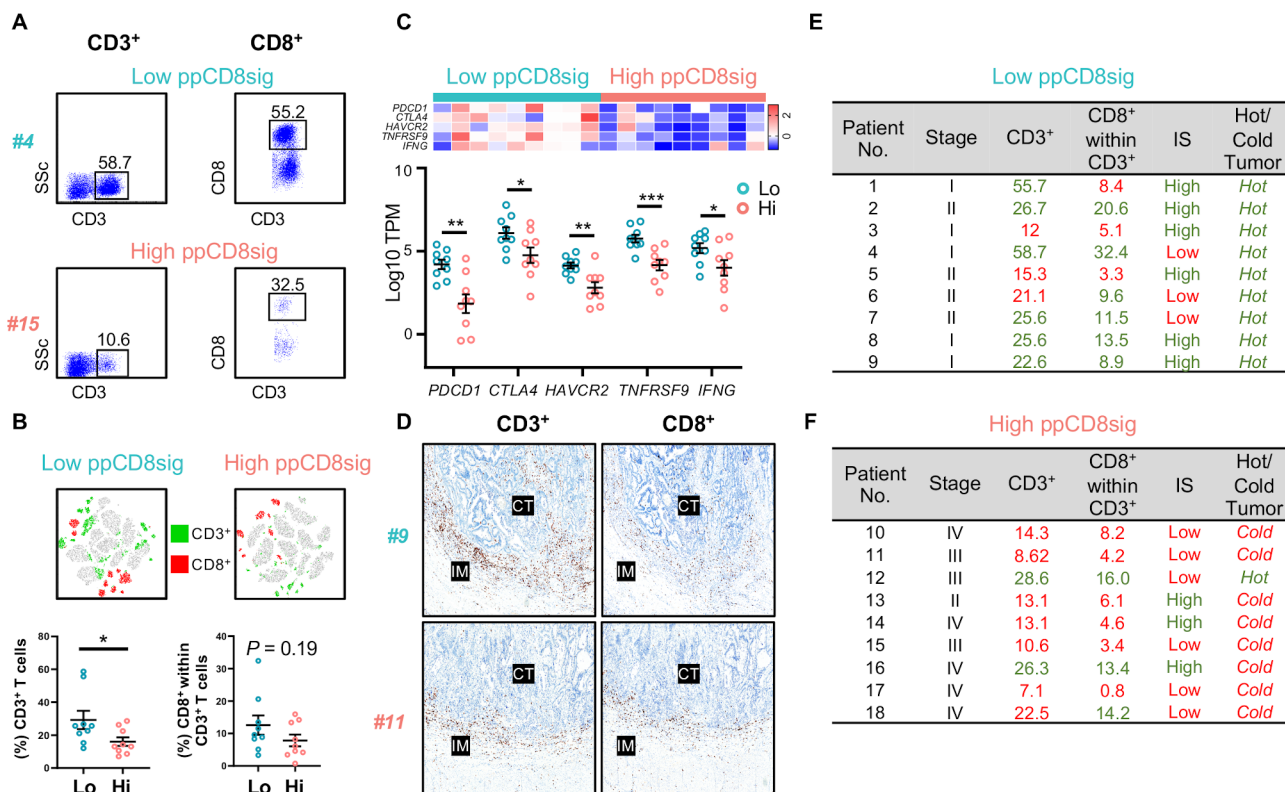 A
CD3+
CD8+
Low ppCD8sig
#4
SSc
58.7
CD3
CD8
55.2
CD3
High ppCD8sig
#15
SSc
10.6
CD3
CD8
32.5
CD3
B
Low ppCD8sig
High ppCD8sig
CD3+
CD8+
(%) CD3+ T cells
80
60
40
20
0
*
Lo
Hi
(%) CD8+ within
CD3+ T cells
40
30
20
10
0
P = 0.19
Lo
Hi
C
Low ppCD8sig
High ppCD8sig
PDCD1
CTLA4
HAVCR2
TNFRSF9
IFNG
2
0
Log10 TPM
10
5
0
**
*
**
***
*
Lo
Hi
PDCD1
CTLA4
HAVCR2
TNFRSF9
IFNG
D
CD3+
CD8+
#9
CT
IM
CT
IM
#11
CT
IM
CT
IM
E
Low ppCD8sig
Patient No. Stage CD3+ CD8+ within CD3+ IS Hot/ Cold Tumor
1 I 55.7 8.4 High Hot
2 II 26.7 20.6 High Hot
3 I 12 5.1 High Hot
4 I 58.7 32.4 Low Hot
5 II 15.3 3.3 High Hot
6 II 21.1 9.6 Low Hot
7 II 25.6 11.5 Low Hot
8 I 25.6 13.5 High Hot
9 I 22.6 8.9 High Hot
F
High ppCD8sig
Patient No. Stage CD3+ CD8+ within CD3+ IS Hot/ Cold Tumor
10 IV 14.3 8.2 Low Cold
11 III 8.62 4.2 Low Cold
12 III 28.6 16.0 Low Hot
13 II 13.1 6.1 High Cold
14 IV 13.1 4.6 High Cold
15 III 10.6 3.4 Low Cold
16 IV 26.3 13.4 High Cold
17 IV 7.1 0.8 Low Cold
18 IV 22.5 14.2 Low Cold